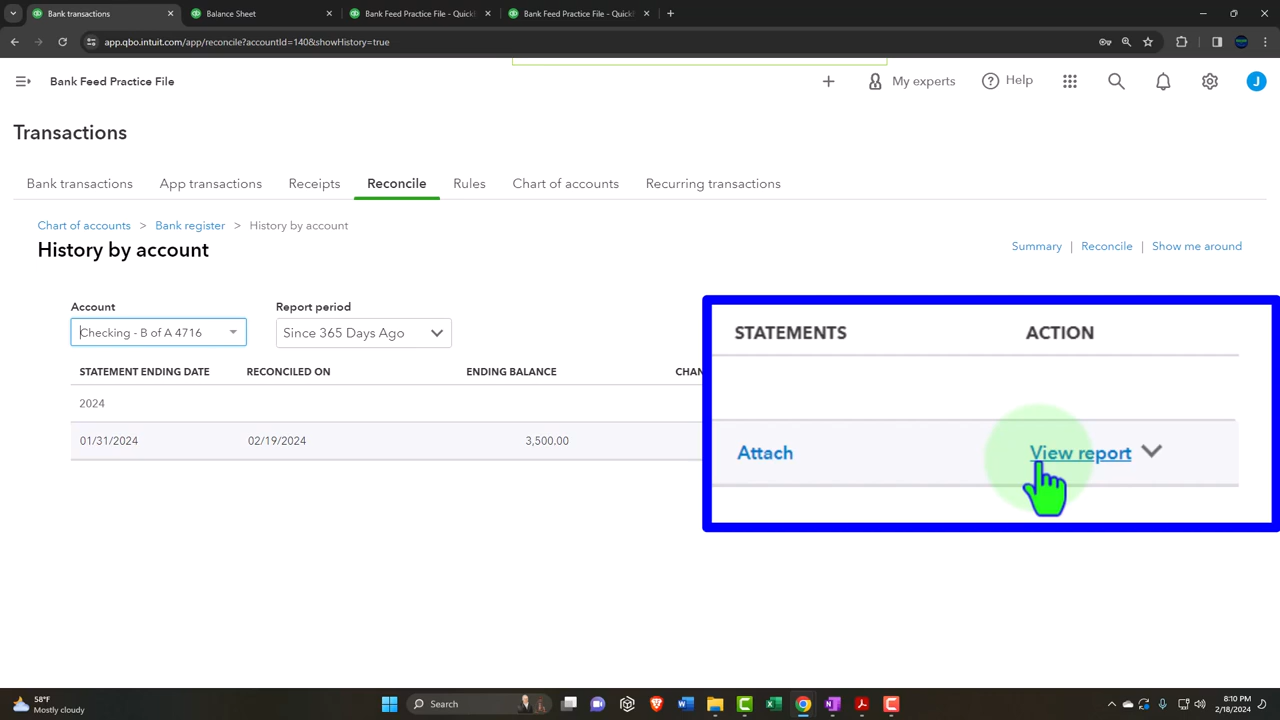 Bank transactions
Balance Sheet
Bank Feed Practice File - Quick
Bank Feed Practice File - Quick
app.qbo.intuit.com/app/reconcile?accountId=140&showHistory=true
Bank Feed Practice File
My experts
Help
J
Transactions
Bank transactions
App transactions
Receipts
Reconcile
Rules
Chart of accounts
Recurring transactions
Chart of accounts > Bank register > History by account
History by account
Summary | Reconcile | Show me around
Account
Report period
Checking - B of A 4716
Since 365 Days Ago
STATEMENTS
ACTION
STATEMENT ENDING DATE
RECONCILED ON
ENDING BALANCE
CHAN
2024
01/31/2024
02/19/2024
3,500.00
Attach
View report
58°F
Mostly cloudy
Search
8:10 PM
2/18/2024